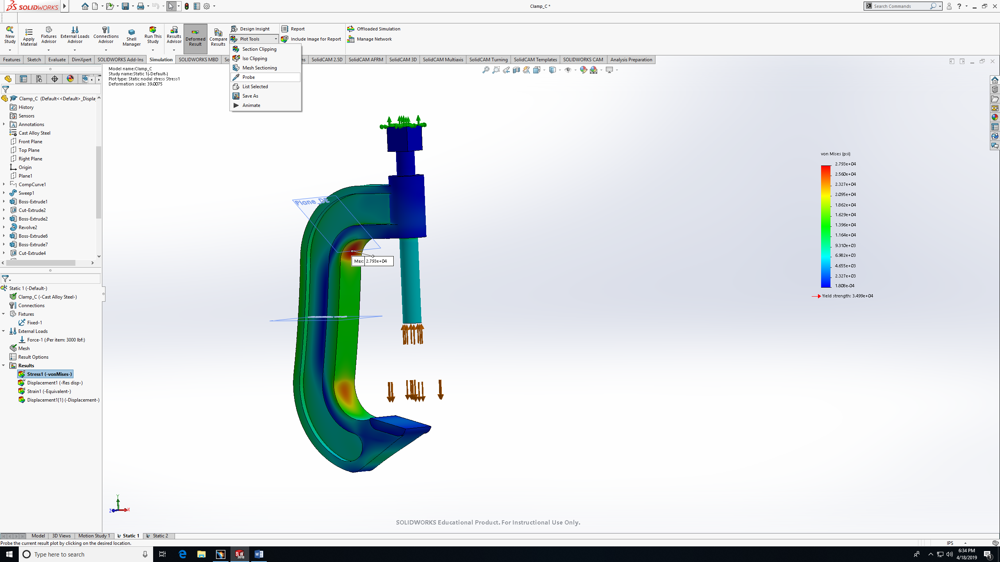 SOLIDWORKS
Clamp_C *
Search Commands
New Study
Apply Material
Fixtures Advisor
External Loads Advisor
Connections Advisor
Shell Manager
Run This Study
Results Advisor
Deformed Result
Compare Results
Design Insight
Plot Tools
Report
Include Image for Report
Offloaded Simulation
Manage Network
Section Clipping
Iso Clipping
Mesh Sectioning
Probe
List Selected
Save As
Animate
Features
Sketch
Evaluate
DimXpert
SOLIDWORKS Add-Ins
Simulation
SOLIDWORKS MBD
So
ns
SolidCAM 2.5D
SolidCAM AFRM
SolidCAM 3D
SolidCAM Multiaxis
SolidCAM Turning
SolidCAM Templates
SOLIDWORKS CAM
Analysis Preparation
Model name:Clamp_C
Study name:Static 1(-Default-)
Plot type: Static nodal stress Stress1
Deformation scale: 39.0075
Clamp_C (Default<<Default>_Displa
History
Sensors
Annotations
Cast Alloy Steel
Front Plane
Top Plane
Right Plane
Origin
Plane1
CompCurve1
Sweep1
Boss-Extrude1
Cut-Extrude2
Boss-Extrude2
Revolve2
Boss-Extrude6
Boss-Extrude7
Cut-Extrude4
Static 1 (-Default-)
Clamp_C (-Cast Alloy Steel-)
Connections
Fixtures
Fixed-1
External Loads
Force-1 (:Per item: 3000 lbf:)
Mesh
Result Options
Results
Stress1 (-vonMises-)
Displacement1 (-Res disp-)
Strain1 (-Equivalent-)
Displacement1{1} (-Displacement-)
Plane_DE
Max: 2.793e+04
von Mises (psi)
2.793e+04
2.560e+04
2.327e+04
2.095e+04
1.862e+04
1.629e+04
1.396e+04
1.164e+04
9.310e+03
6.982e+03
4.655e+03
2.327e+03
1.808e-04
Yield strength: 3.499e+04
Y
Z
X
SOLIDWORKS Educational Product. For Instructional Use Only.
Model
3D Views
Motion Study 1
Static 1
Static 2
Probe the current result plot by clicking on the desired location.
IPS
Type here to search
SW
2018
6:34 PM
4/18/2019
1